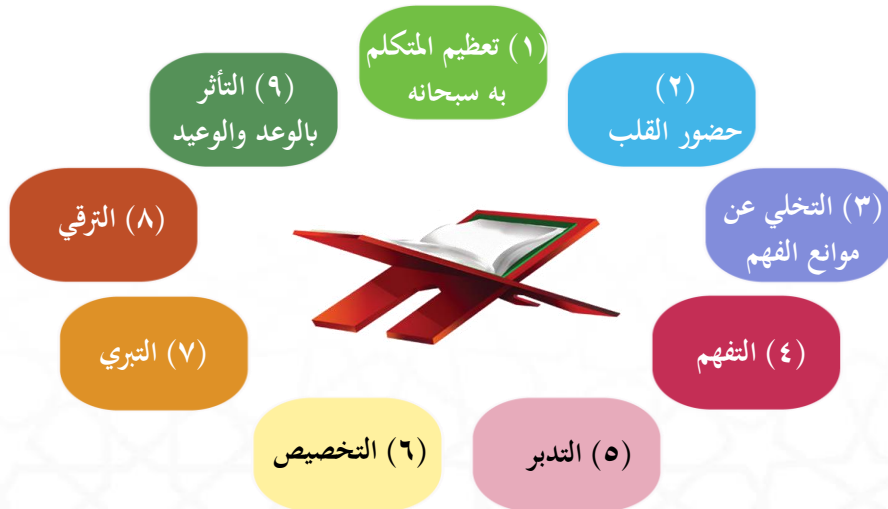 (١) تعظيم المتكلم
به سبحانه
(٢)
حضور القلب
(٣) التخلي عن
موانع الفهم
(٤) التفهم
(٥) التدبر
(٦) التخصيص
(٧) التبري
(٨) الترقي
(٩) التأثر
بالوعد والوعيد